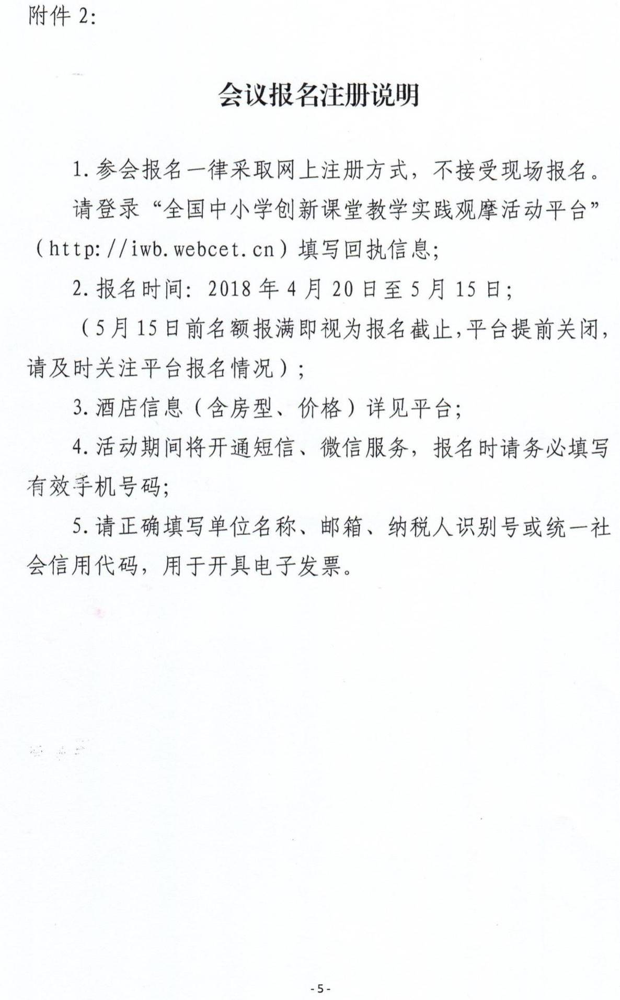 附件 2:
会议报名注册说明
1. 参会报名一律采取网上注册方式，不接受现场报名。
请登录“全国中小学创新课堂教学实践观摩活动平台”
（http://iwb.webcet.cn）填写回执信息;
2. 报名时间: 2018 年 4 月 20 日至 5 月 15 日;
（5 月 15 日前名额报满即视为报名截止,平台提前关闭,
请及时关注平台报名情况）;
3. 酒店信息（含房型、价格）详见平台;
4. 活动期间将开通短信、微信服务，报名时请务必填写
有效手机号码;
5. 请正确填写单位名称、邮箱、纳税人识别号或统一社
会信用代码，用于开具电子发票。
- 5 -